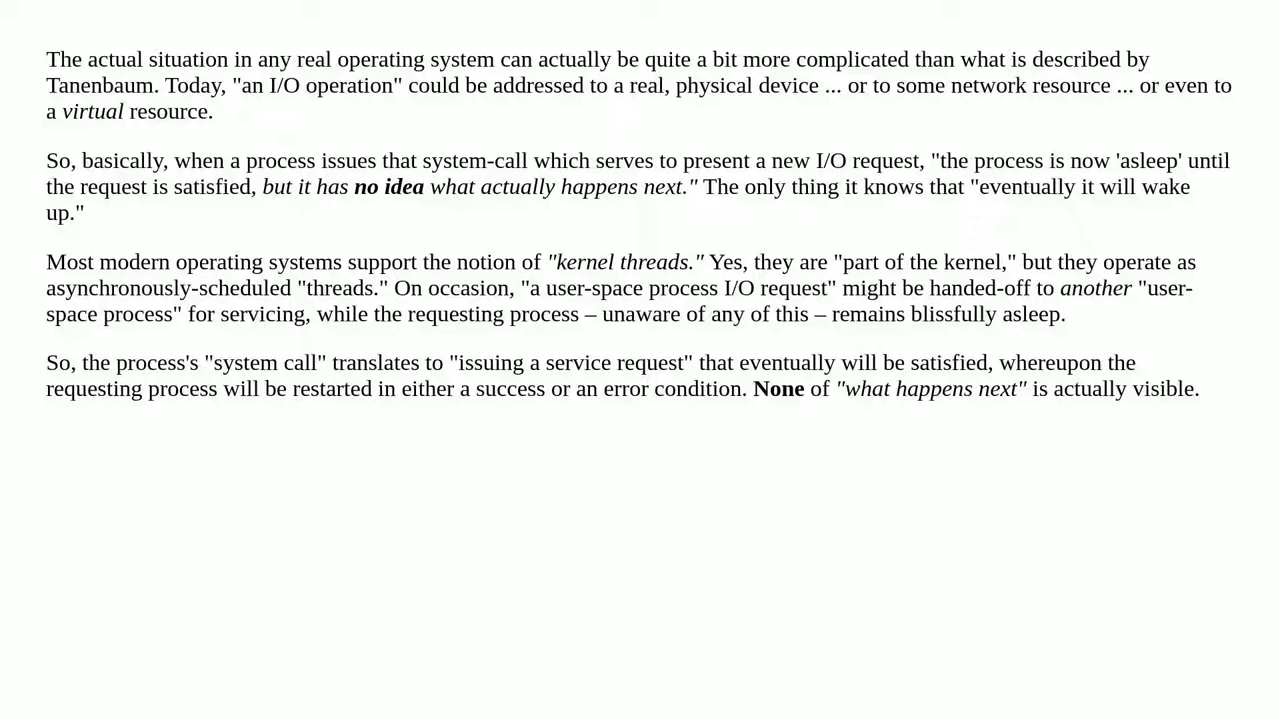 The actual situation in any real operating system can actually be quite a bit more complicated than what is described by
Tanenbaum. Today, "an I/O operation" could be addressed to a real, physical device ... or to some network resource ... or even to
a virtual resource.
So, basically, when a process issues that system-call which serves to present a new I/O request, "the process is now 'asleep' until
the request is satisfied, but it has no idea what actually happens next." The only thing it knows that "eventually it will wake
up."
Most modern operating systems support the notion of "kernel threads." Yes, they are "part of the kernel," but they operate as
asynchronously-scheduled "threads." On occasion, "a user-space process I/O request" might be handed-off to another "user-
space process" for servicing, while the requesting process – unaware of any of this – remains blissfully asleep.
So, the process's "system call" translates to "issuing a service request" that eventually will be satisfied, whereupon the
requesting process will be restarted in either a success or an error condition. None of "what happens next" is actually visible.